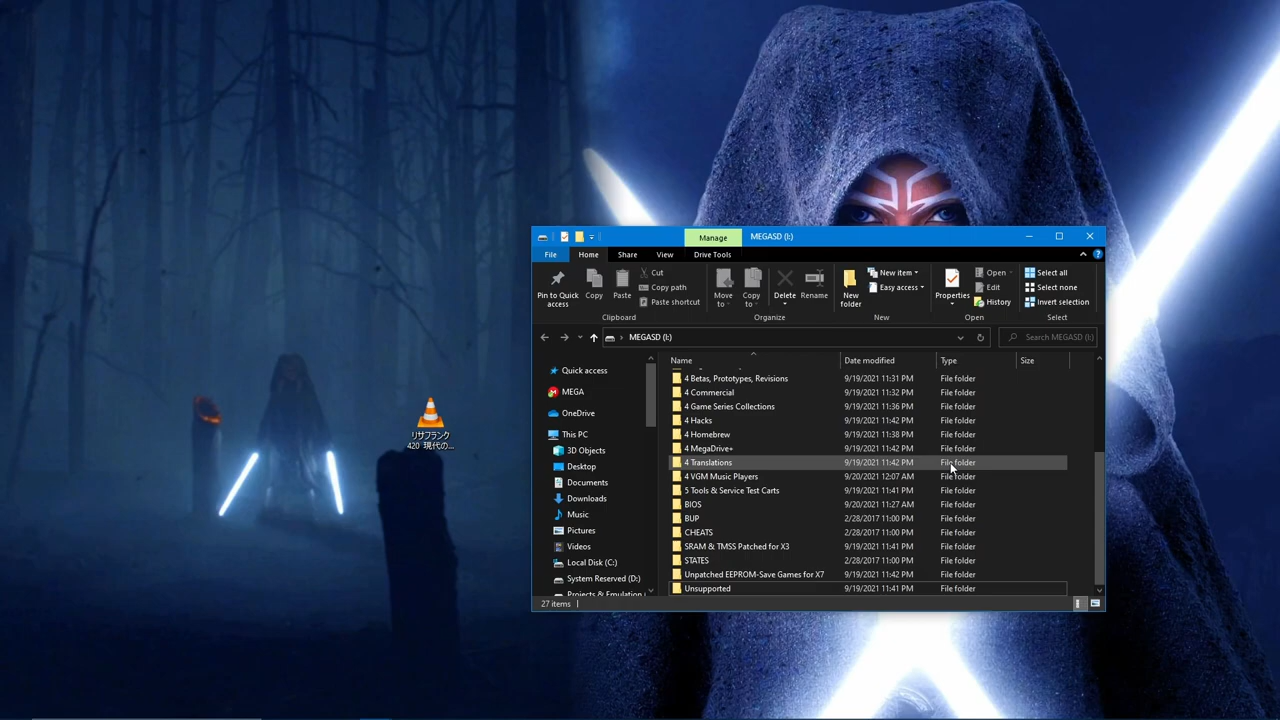 Manage
MEGASD (I:)
File
Home
Share
View
Drive Tools
Pin to Quick
access
Copy
Paste
Cut
Copy path
Paste shortcut
Move
to
Copy
to
Delete
Rename
New
folder
New item
Easy access
Properties
Open
Edit
History
Select all
Select none
Invert selection
Clipboard
Organize
New
Open
Select
MEGASD (I:)
Search MEGASD (I:)
Name
Date modified
Type
Size
Quick access
MEGA
OneDrive
This PC
3D Objects
Desktop
Documents
Downloads
Music
Pictures
Videos
Local Disk (C:)
System Reserved (D:)
Projects & Emulation
4 Betas, Prototypes, Revisions 9/19/2021 11:31 PM File folder
4 Commercial 9/19/2021 11:32 PM File folder
4 Game Series Collections 9/19/2021 11:36 PM File folder
4 Hacks 9/19/2021 11:42 PM File folder
4 Homebrew 9/19/2021 11:38 PM File folder
4 MegaDrive+ 9/19/2021 11:42 PM File folder
4 Translations 9/19/2021 11:42 PM File folder
4 VGM Music Players 9/20/2021 12:07 AM File folder
5 Tools & Service Test Carts 9/19/2021 11:41 PM File folder
BIOS 9/20/2021 11:27 AM File folder
BUP 2/28/2017 11:00 PM File folder
CHEATS 2/28/2017 11:00 PM File folder
SRAM & TMSS Patched for X3 9/19/2021 11:41 PM File folder
STATES 2/28/2017 11:00 PM File folder
Unpatched EEPROM-Save Games for X7 9/19/2021 11:42 PM File folder
Unsupported 9/19/2021 11:41 PM File folder
27 items
リサフランク
420 現代の...